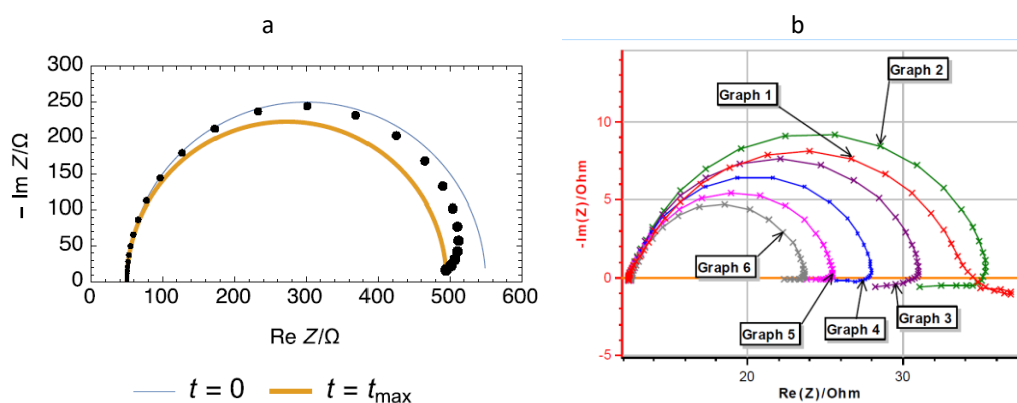 a
300
250
200
150
100
50
0
− Im Z/Ω
0 100 200 300 400 500 600
Re Z/Ω
t = 0 t = tmax
b
10
5
0
-5
-Im(Z)/Ohm
Graph 1
Graph 2
Graph 6
Graph 5
Graph 4
Graph 3
20 30
Re(Z)/Ohm